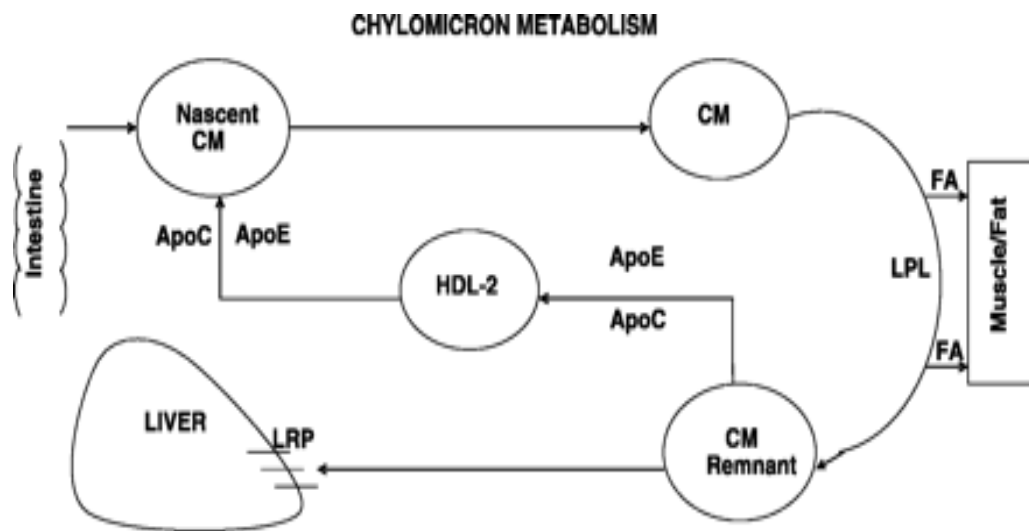 CHYLOMICRON METABOLISM
Nascent
CM
CM
Intestine
ApoC ApoE
HDL-2
ApoE
ApoC
FA
LPL
Muscle/Fat
FA
LIVER
LRP
CM
Remnant